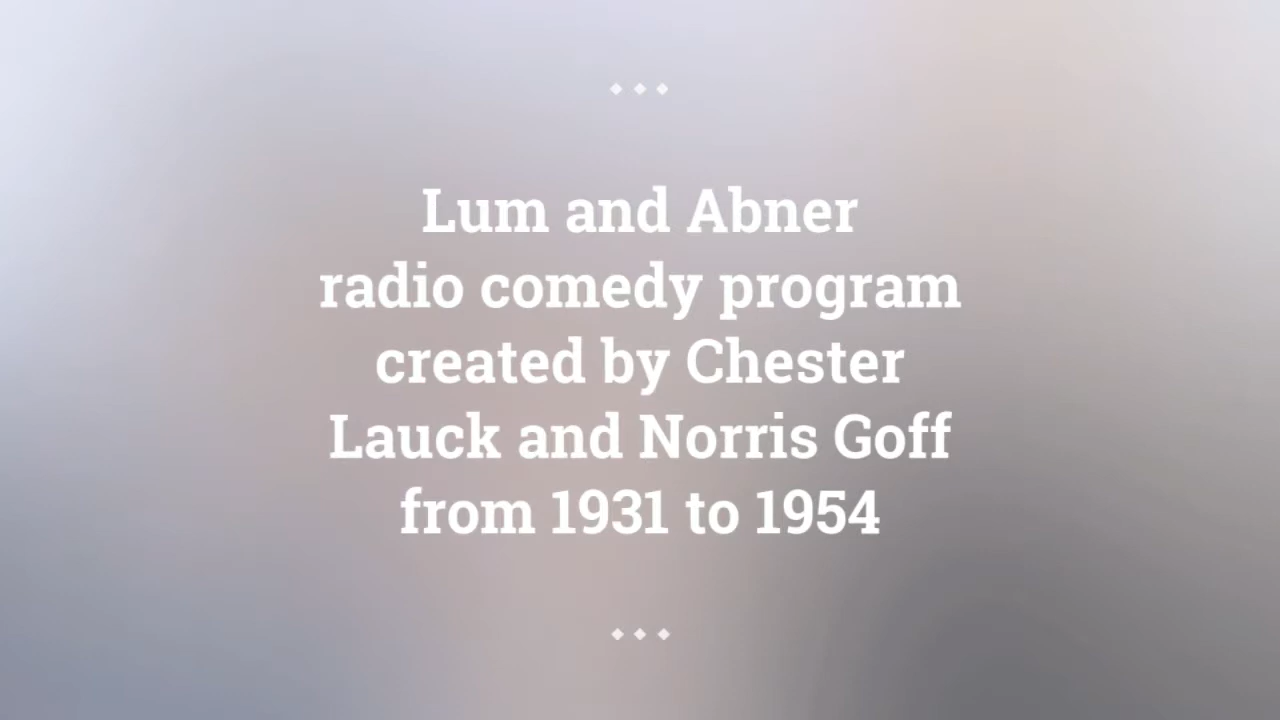 Lum and Abner
radio comedy program
created by Chester
Lauck and Norris Goff
from 1931 to 1954